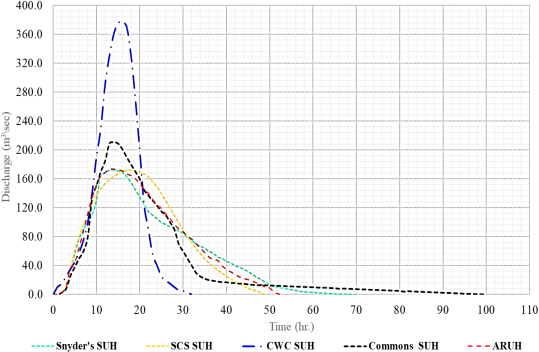 400.0
360.0
320.0
280.0
240.0
200.0
160.0
120.0
80.0
40.0
0.0
Discharge (m³\sec)
0 10 20 30 40 50 60 70 80 90 100 110
Time (hr.)
Snyder's SUH SCS SUH CWC SUH Commons SUH ARUH